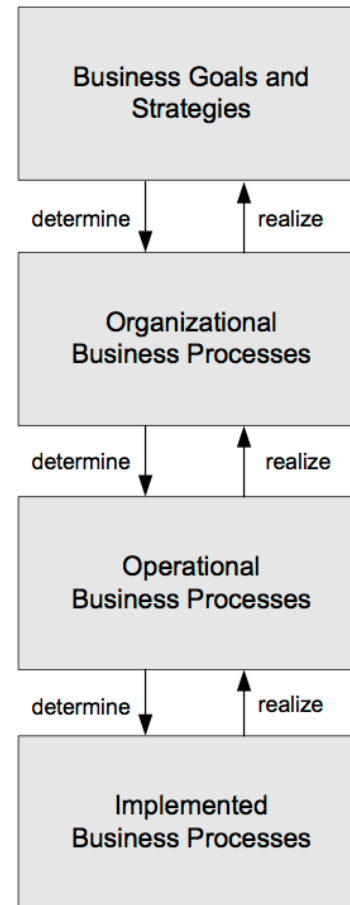 Business Goals and
Strategies
determine
realize
Organizational
Business Processes
determine
realize
Operational
Business Processes
determine
realize
Implemented
Business Processes